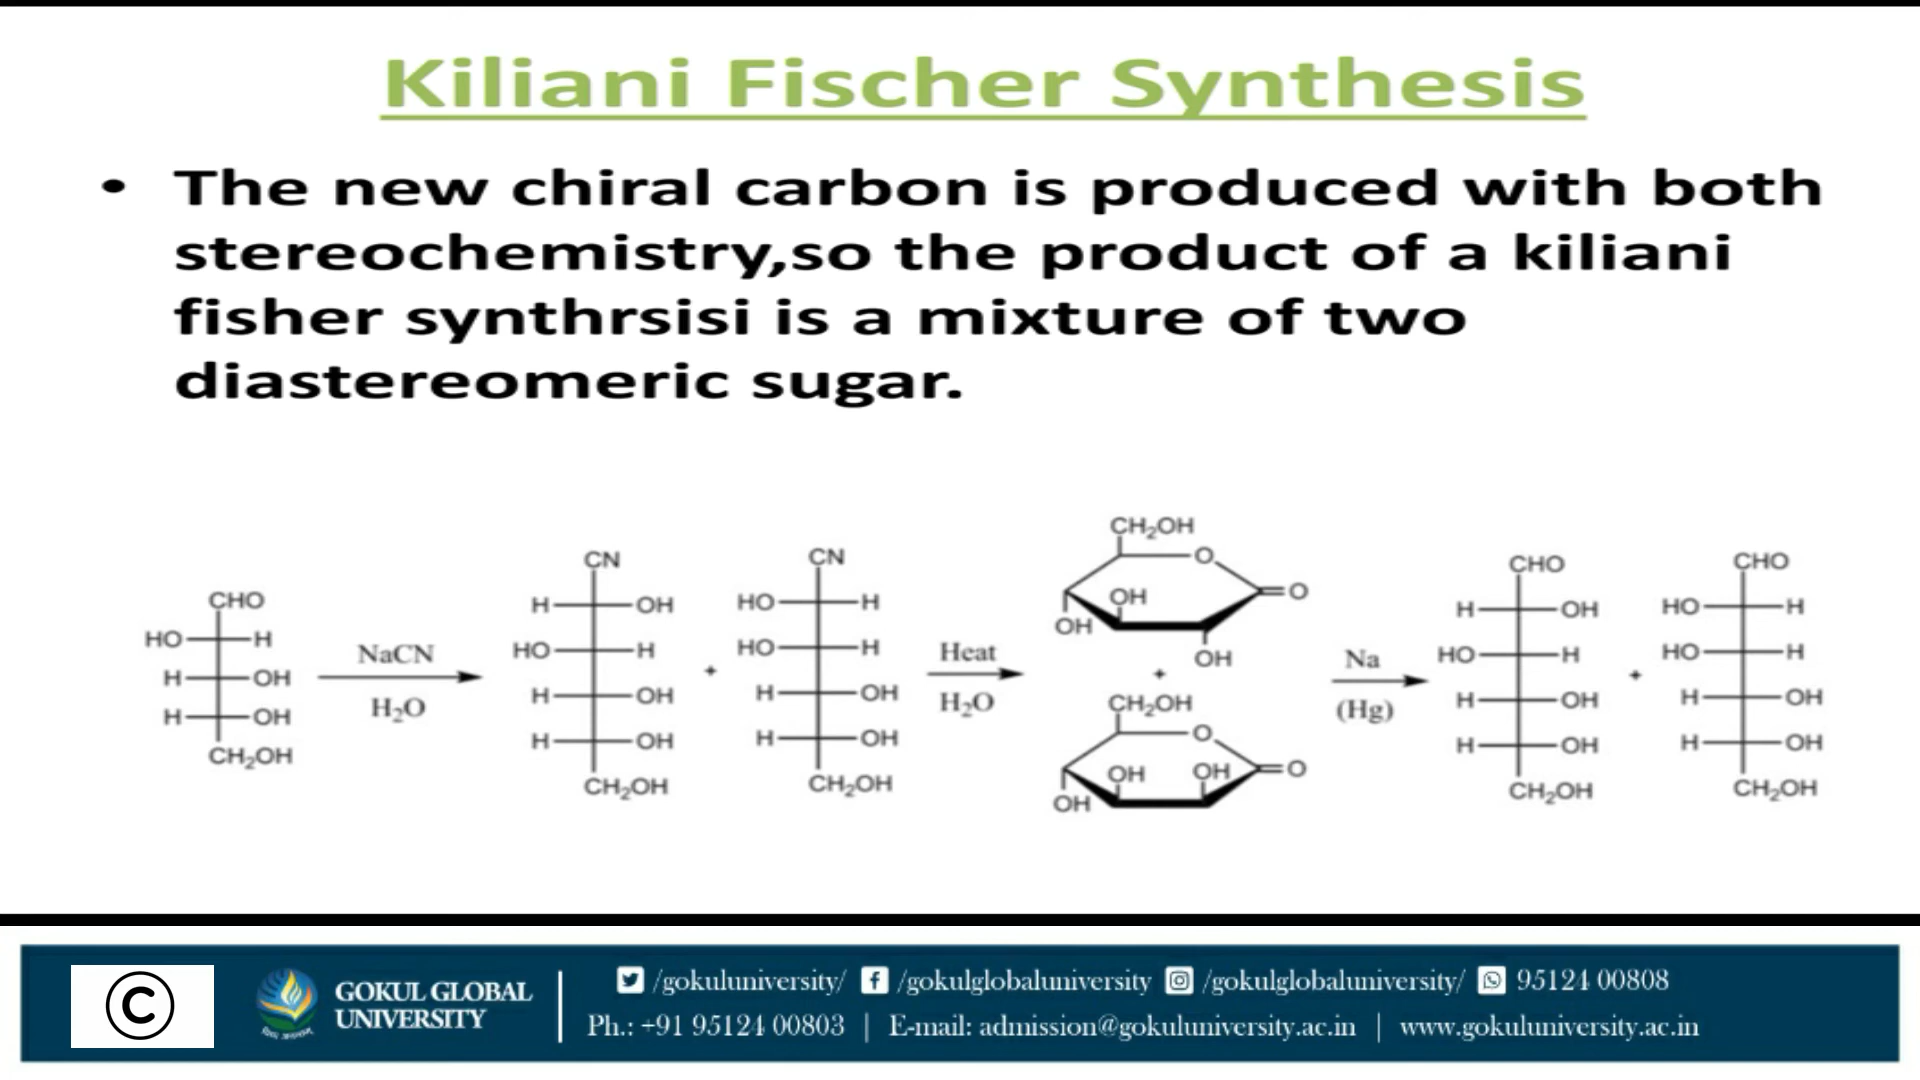 Kiliani Fischer Synthesis
• The new chiral carbon is produced with both
stereochemistry,so the product of a kiliani
fisher synthrsisi is a mixture of two
diastereomeric sugar.
CHO
HO H
H OH
H OH
CH₂OH
NaCN
H₂O
CN
H OH
HO H
H OH
H OH
CH₂OH
+
CN
HO H
HO H
H OH
H OH
CH₂OH
Heat
H₂O
CH₂OH
O
OH
O
OH
OH
+
CH₂OH
O
OH OH
O
OH
Na
(Hg)
CHO
H OH
HO H
H OH
H OH
CH₂OH
+
CHO
HO H
HO H
H OH
H OH
CH₂OH
©
GOKUL GLOBAL
UNIVERSITY
/gokuluniversity/ /gokulglobaluniversity /gokulglobaluniversity/ 95124 00808
Ph.: +91 95124 00803 | E-mail: admission@gokuluniversity.ac.in | www.gokuluniversity.ac.in